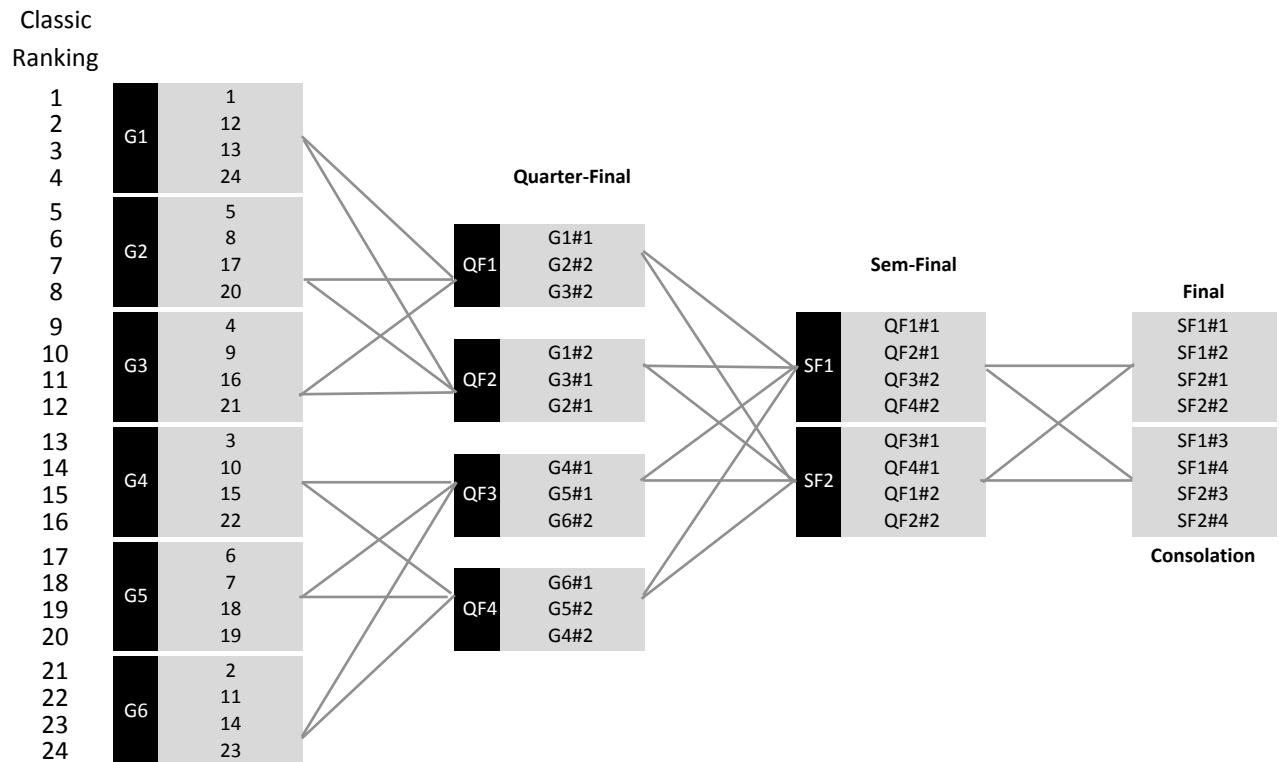 Classic
Ranking
1
2
3
4
5
6
7
8
9
10
11
12
13
14
15
16
17
18
19
20
21
22
23
24
G1
1
12
13
24
G2
5
8
17
20
G3
4
9
16
21
G4
3
10
15
22
G5
6
7
18
19
G6
2
11
14
23
Quarter-Final
QF1
G1#1
G2#2
G3#2
QF2
G1#2
G3#1
G2#1
QF3
G4#1
G5#1
G6#2
QF4
G6#1
G5#2
G4#2
Sem-Final
SF1
QF1#1
QF2#1
QF3#2
QF4#2
SF2
QF3#1
QF4#1
QF1#2
QF2#2
Final
SF1#1
SF1#2
SF2#1
SF2#2
SF1#3
SF1#4
SF2#3
SF2#4
Consolation